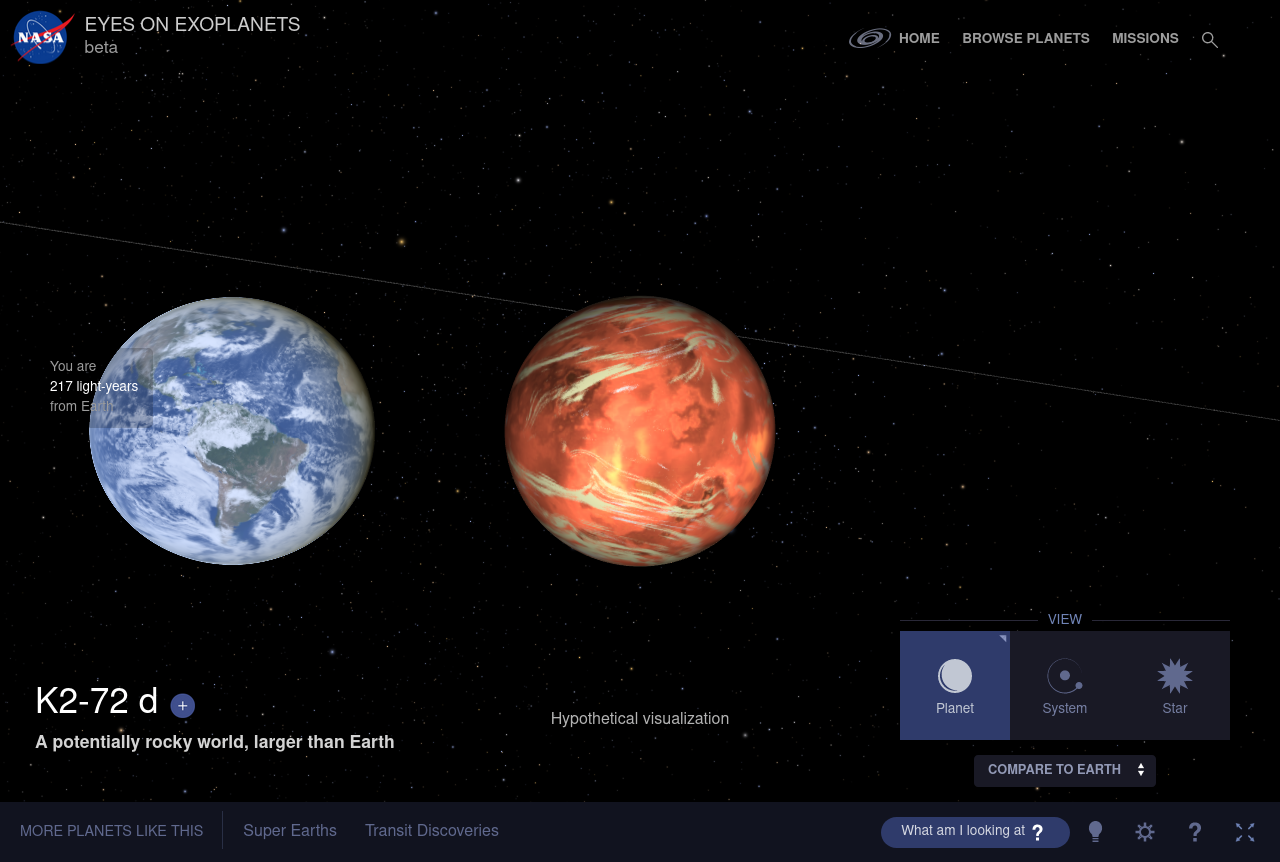 NASA
EYES ON EXOPLANETS
beta
HOME
BROWSE PLANETS
MISSIONS
You are
217 light-years
from Earth
K2-72 d
+
A potentially rocky world, larger than Earth
Hypothetical visualization
VIEW
Planet
System
Star
COMPARE TO EARTH
MORE PLANETS LIKE THIS
Super Earths
Transit Discoveries
What am I looking at ?
?